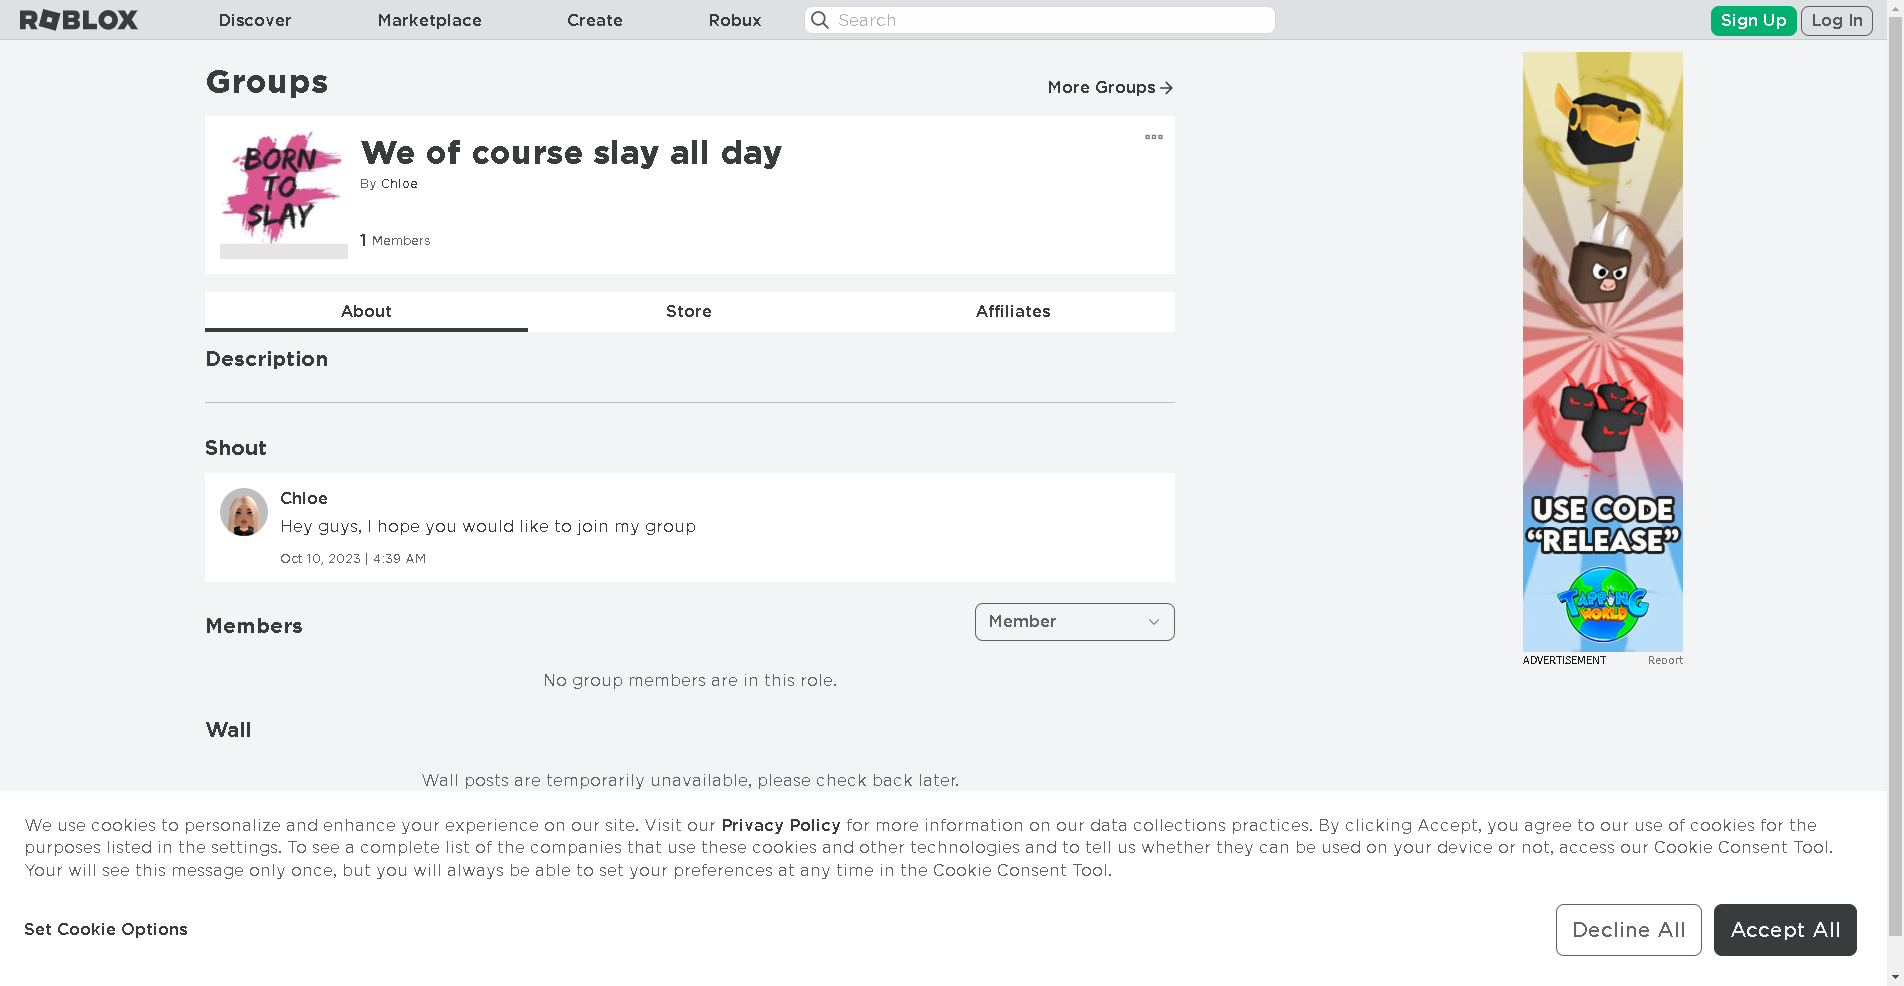 ROBLOX
Discover
Marketplace
Create
Robux
Search
Sign Up
Log In
Groups
More Groups
BORN
TO
SLAY
We of course slay all day
By Chloe
1 Members
About
Store
Affiliates
Description
Shout
Chloe
Hey guys, I hope you would like to join my group
Oct 10, 2023 | 4:39 AM
Members
Member
No group members are in this role.
Wall
Wall posts are temporarily unavailable, please check back later.
USE CODE
“RELEASE”
TAPPING
WORLD
ADVERTISEMENT
Report
We use cookies to personalize and enhance your experience on our site. Visit our Privacy Policy for more information on our data collections practices. By clicking Accept, you agree to our use of cookies for the
purposes listed in the settings. To see a complete list of the companies that use these cookies and other technologies and to tell us whether they can be used on your device or not, access our Cookie Consent Tool.
Your will see this message only once, but you will always be able to set your preferences at any time in the Cookie Consent Tool.
Set Cookie Options
Decline All
Accept All